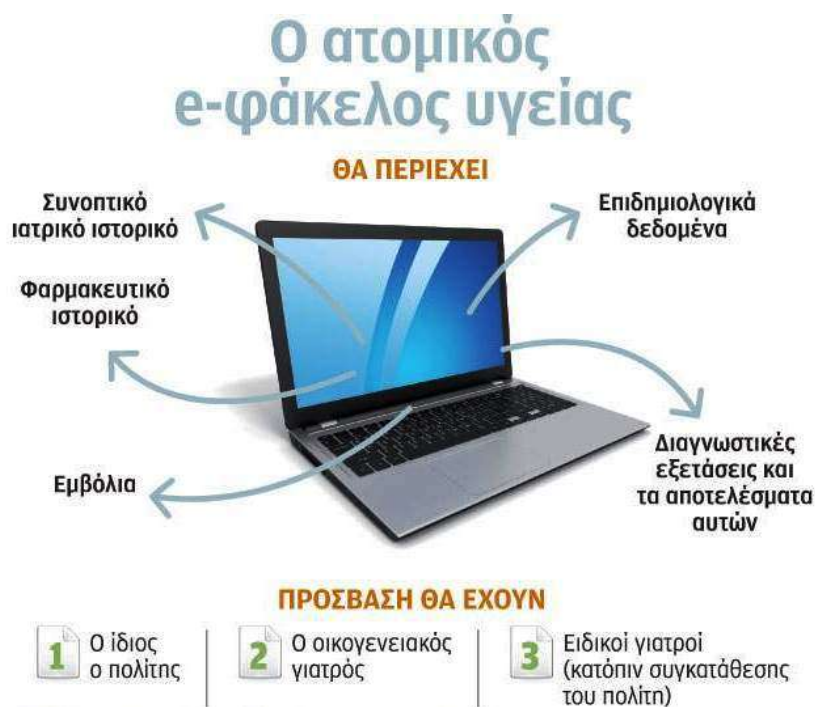 Ο ατομικός
e-φάκελος υγείας
ΘΑ ΠΕΡΙΕΧΕΙ
Συνοπτικό
ιατρικό ιστορικό
Φαρμακευτικό
ιστορικό
Εμβόλια
Επιδημιολογικά
δεδομένα
Διαγνωστικές
εξετάσεις και
τα αποτελέσματα
αυτών
ΠΡΟΣΒΑΣΗ ΘΑ ΕΧΟΥΝ
1 Ο ίδιος
ο πολίτης
2 Ο οικογενειακός
γιατρός
3 Ειδικοί γιατροί
(κατόπιν συγκατάθεσης
του πολίτη)